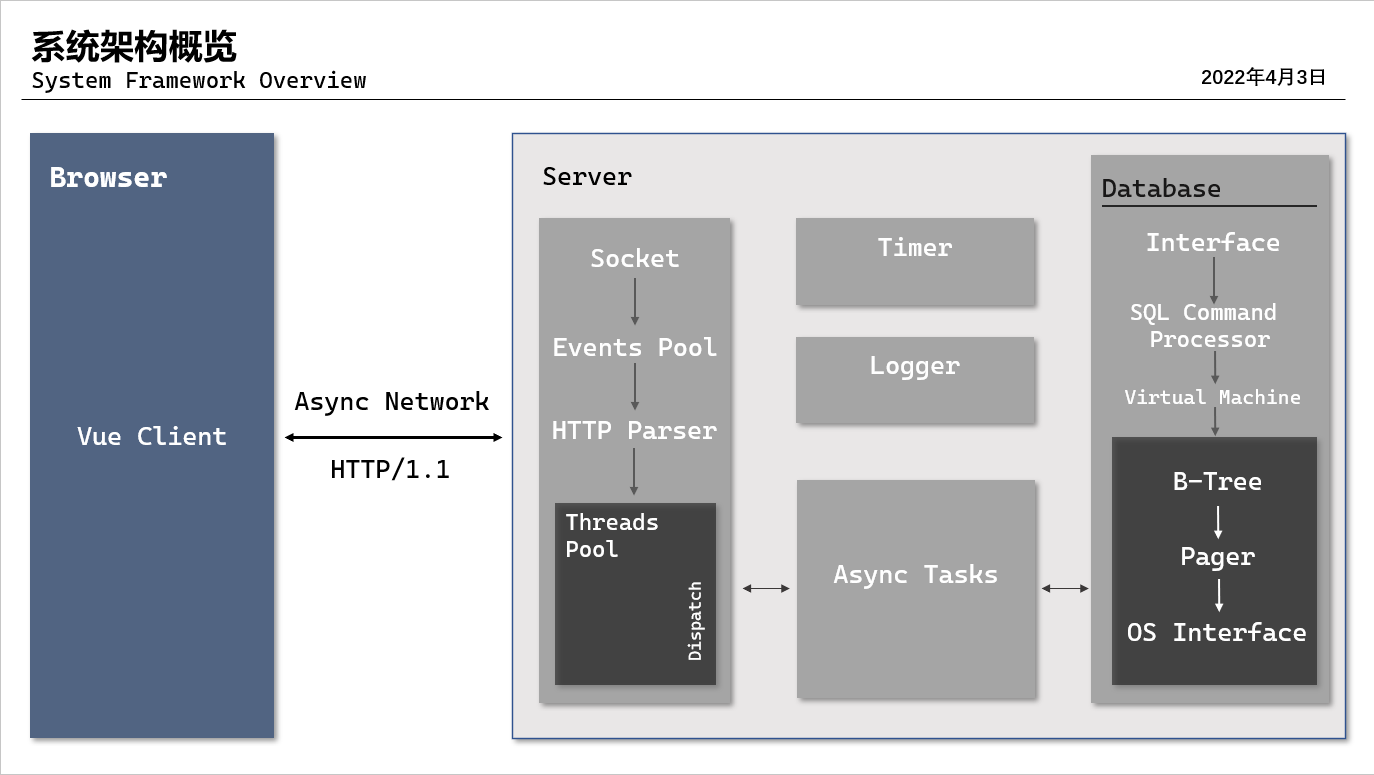 系统架构概览
System Framework Overview
2022年4月3日
Browser
Vue Client
Async Network
HTTP/1.1
Server
Socket
Events Pool
HTTP Parser
Threads
Pool
Dispatch
Timer
Logger
Async Tasks
Database
Interface
SQL Command
Processor
Virtual Machine
B-Tree
Pager
OS Interface